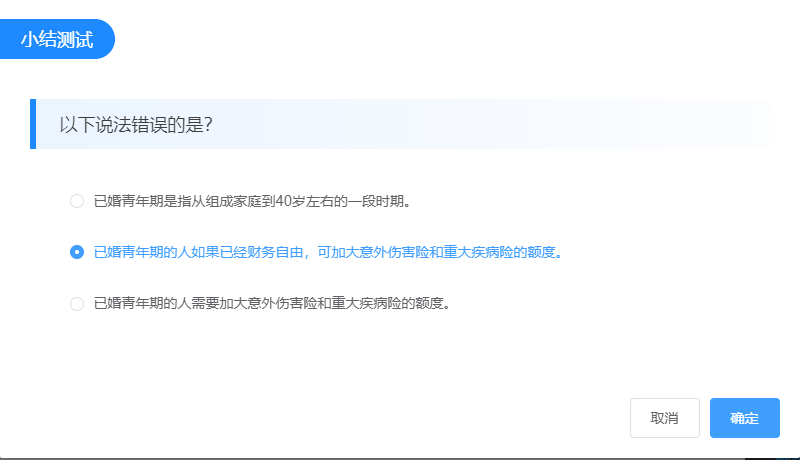 小结测试
以下说法错误的是？
已婚青年期是指从组成家庭到40岁左右的一段时期。
已婚青年期的人如果已经财务自由，可加大意外伤害险和重大疾病险的额度。
已婚青年期的人需要加大意外伤害险和重大疾病险的额度。
取消 确定